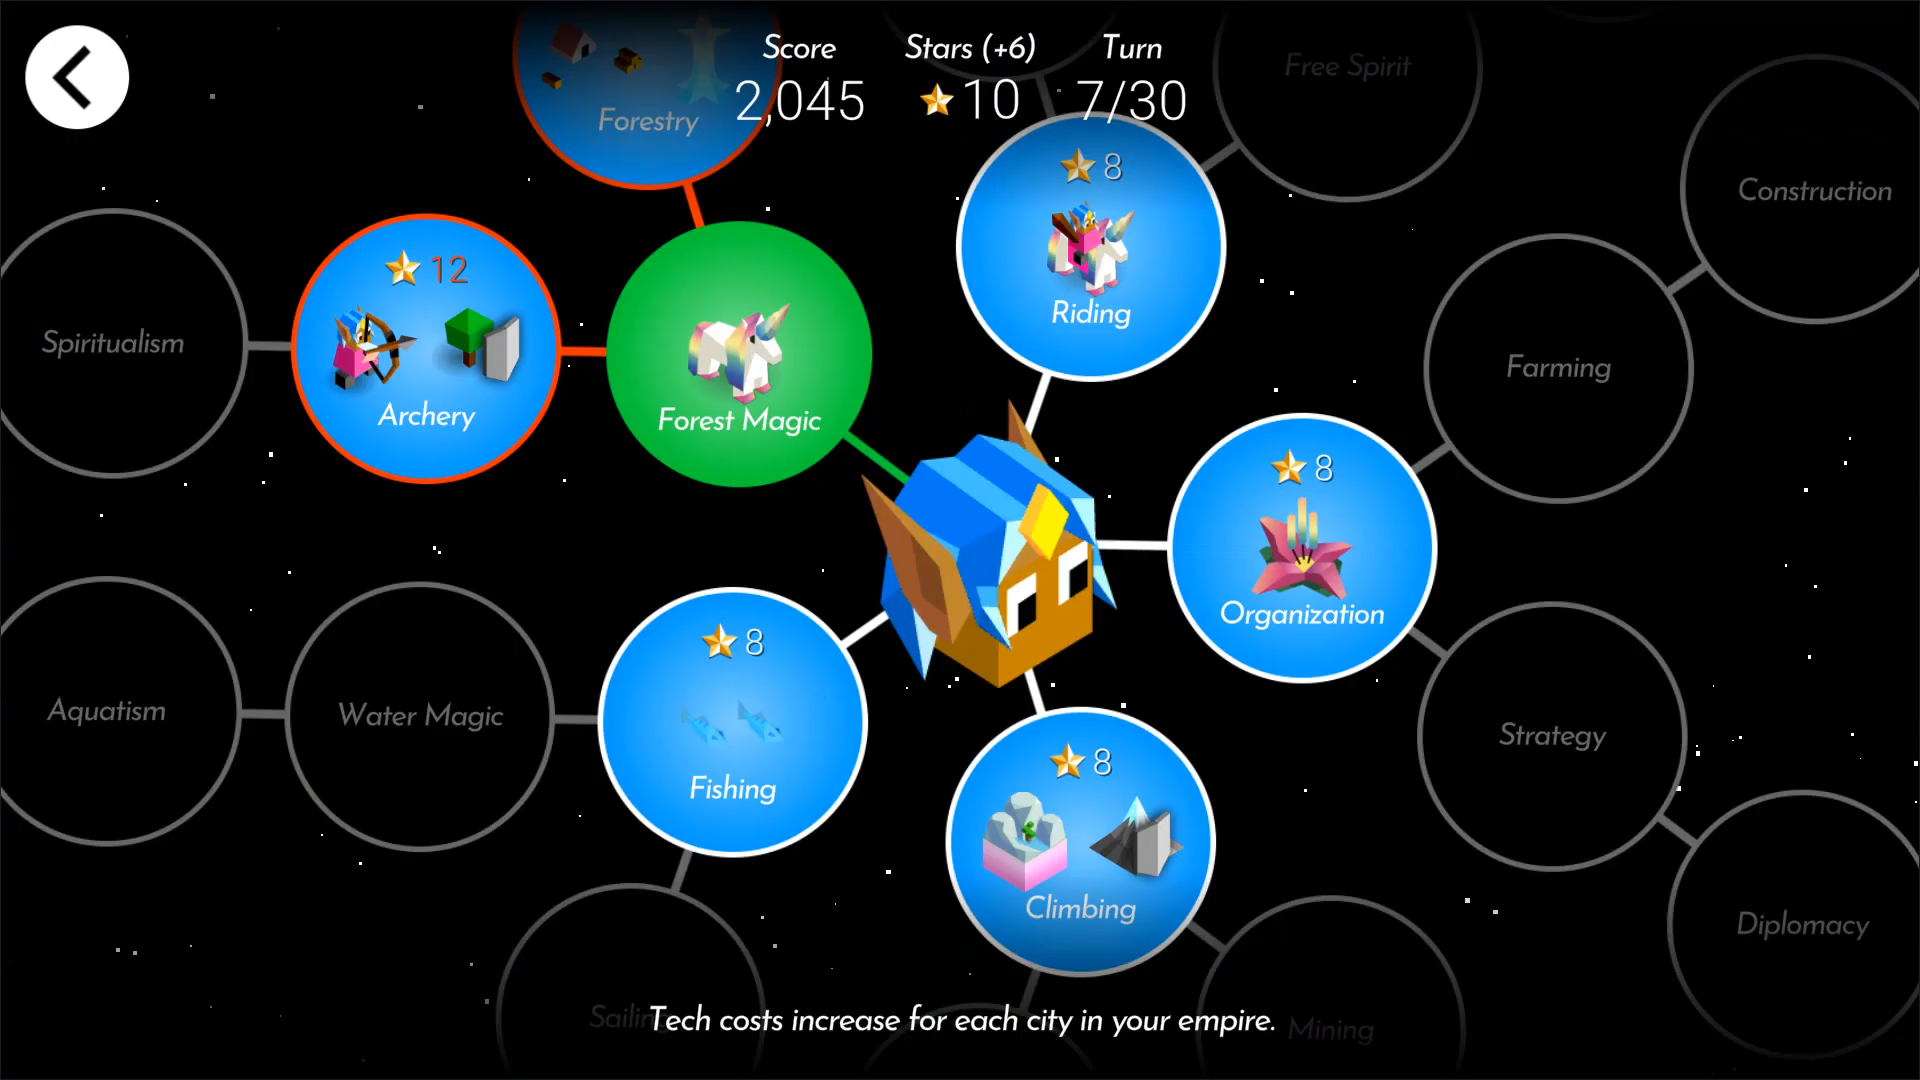 Score
2,045
Stars (+6)
10
Turn
7/30
Free Spirit
Forestry
Construction
8
Riding
12
Archery
Spiritualism
Forest Magic
Farming
8
Organization
8
Fishing
Aquatism
Water Magic
Strategy
8
Climbing
Diplomacy
Sailing
Mining
Tech costs increase for each city in your empire.